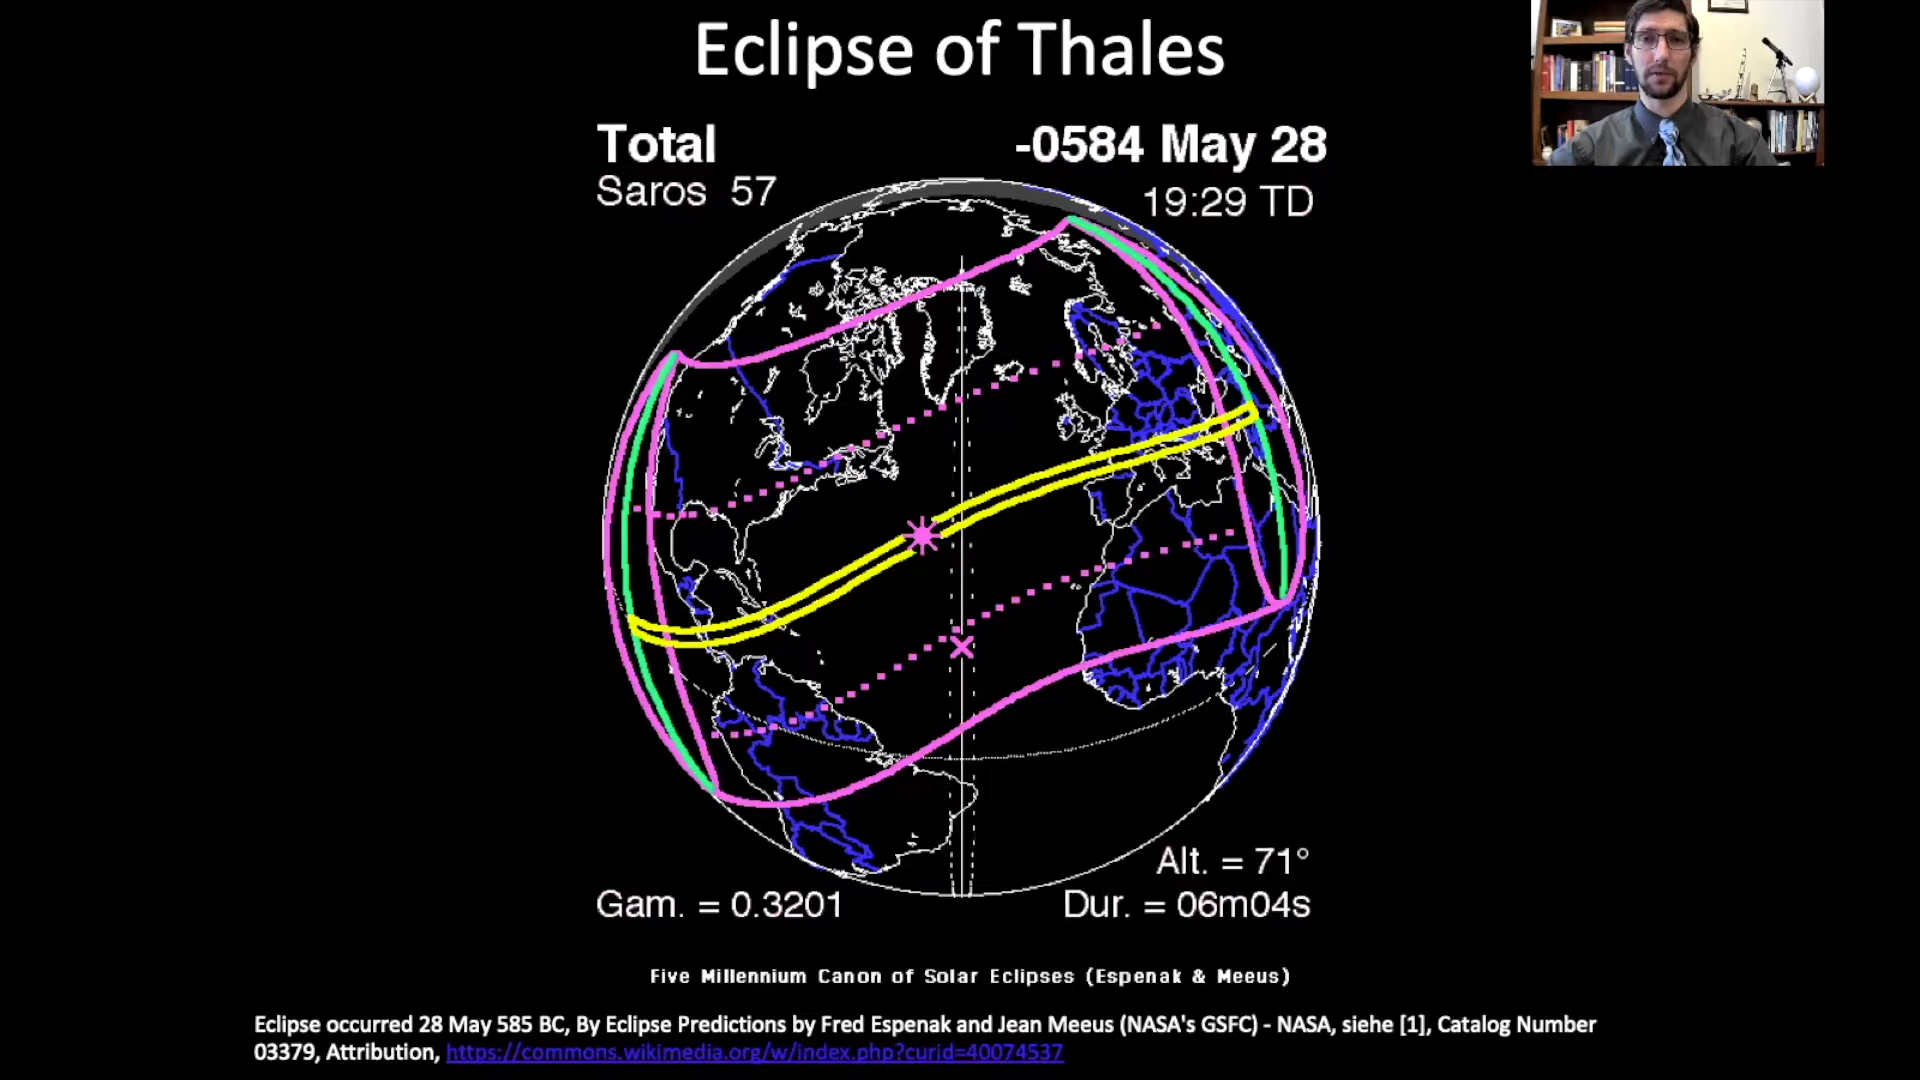 Eclipse of Thales
Total
-0584 May 28
Saros 57
19:29 TD
Alt. = 71°
Gam. = 0.3201
Dur. = 06m04s
Five Millennium Canon of Solar Eclipses (Espenak & Meeus)
Eclipse occurred 28 May 585 BC, By Eclipse Predictions by Fred Espenak and Jean Meeus (NASA's GSFC) - NASA, siehe [1], Catalog Number
03379, Attribution, https://commons.wikimedia.org/w/index.php?curid=40074537